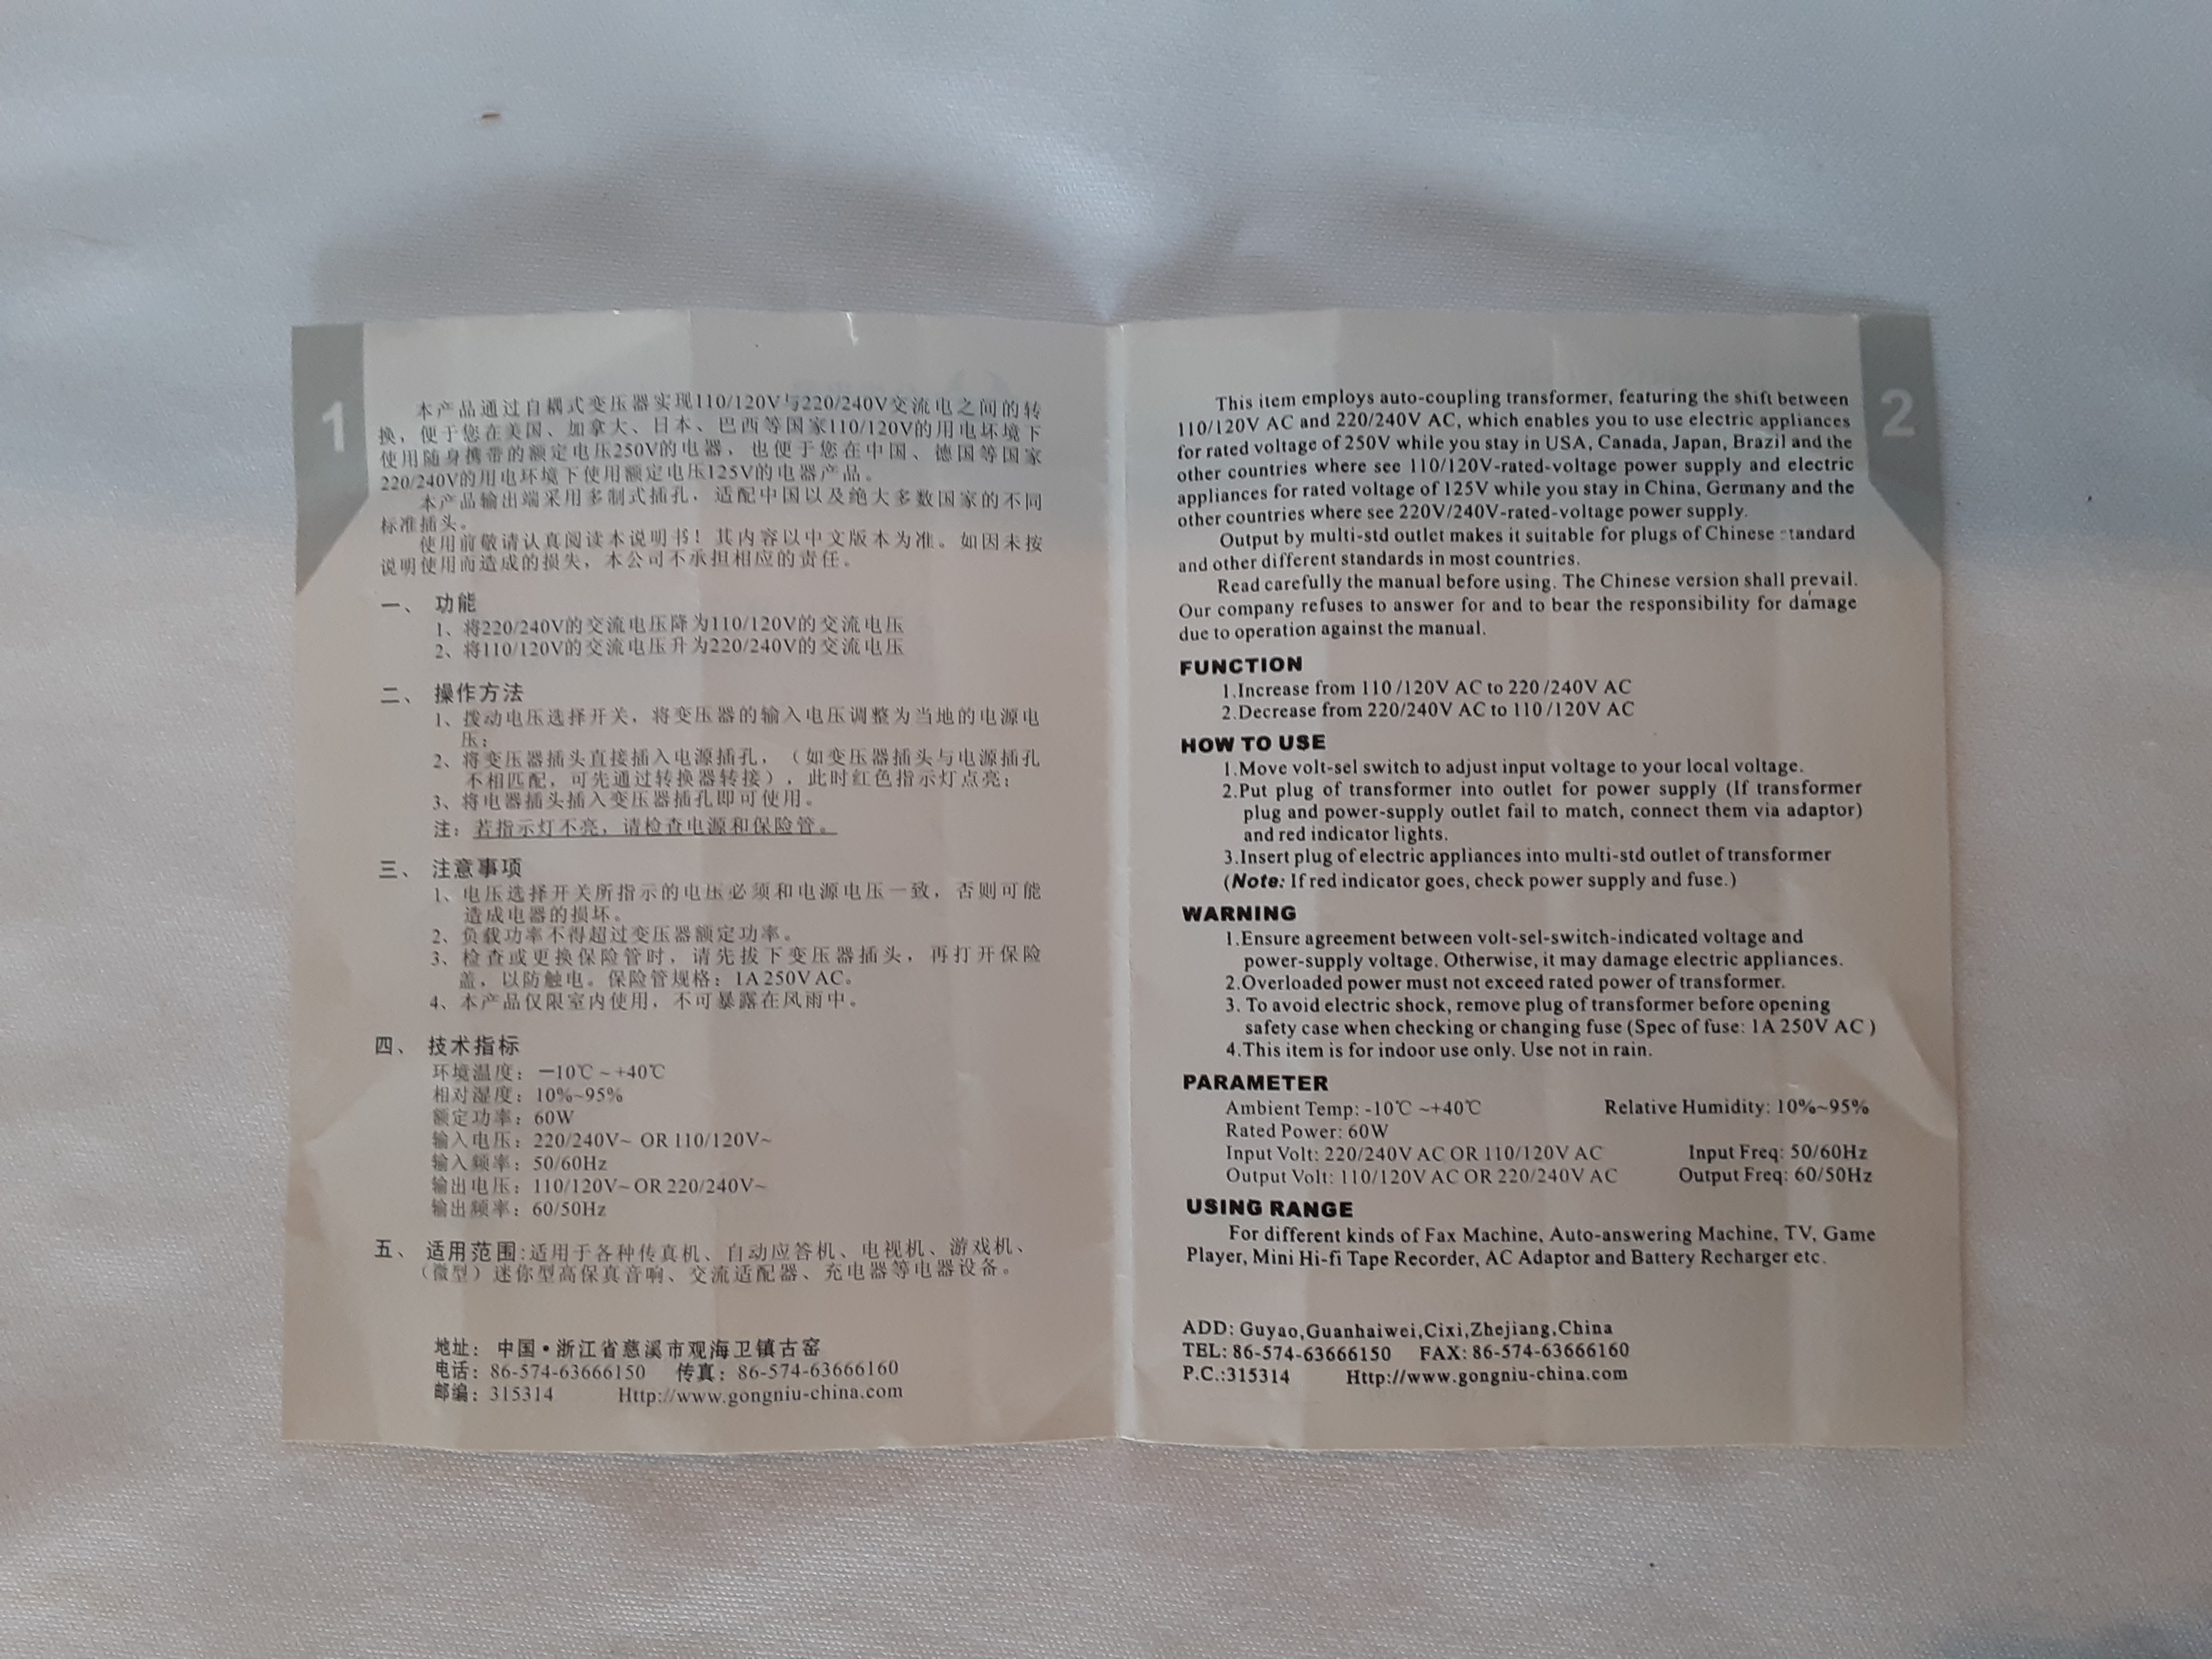 1
本产品通过自耦式变压器实现110/120V与220/240V交流电之间的转
换，便于您在美国、加拿大、日本、巴西等国家110/120V的用电环境下
使用随身携带的额定电压250V的电器，也便于您在中国、德国等国家
220/240V的用电环境下使用额定电压125V的电器产品。
本产品输出端采用多制式插孔，适配中国以及绝大多数国家的不同
标准插头。
使用前敬请认真阅读本说明书！其内容以中文版本为准。如因未按
说明使用而造成的损失，本公司不承担相应的责任。
一、 功能
1、将220/240V的交流电压降为110/120V的交流电压
2、将110/120V的交流电压升为220/240V的交流电压
二、 操作方法
1、拨动电压选择开关，将变压器的输入电压调整为当地的电源电
压；
2、将变压器插头直接插入电源插孔，（如变压器插头与电源插孔
不相匹配，可先通过转换器转接），此时红色指示灯点亮；
3、将电器插头插入变压器插孔即可使用。
注：若指示灯不亮，请检查电源和保险管。
三、 注意事项
1、电压选择开关所指示的电压必须和电源电压一致，否则可能
造成电器的损坏。
2、负载功率不得超过变压器额定功率。
3、检查或更换保险管时，请先拔下变压器插头，再打开保险
盖，以防触电。保险管规格：1A 250V AC。
4、本产品仅限室内使用，不可暴露在风雨中。
四、 技术指标
环境温度：－10℃ ~ +40℃
相对湿度：10%~95%
额定功率：60W
输入电压：220/240V~ OR 110/120V~
输入频率：50/60Hz
输出电压：110/120V~ OR 220/240V~
输出频率：60/50Hz
五、 适用范围:适用于各种传真机、自动应答机、电视机、游戏机、
（微型）迷你型高保真音响、交流适配器、充电器等电器设备。
地址： 中国·浙江省慈溪市观海卫镇古窑
电话：86-574-63666150 传真：86-574-63666160
邮编：315314 Http://www.gongniu-china.com
2
This item employs auto-coupling transformer, featuring the shift between
110/120V AC and 220/240V AC, which enables you to use electric appliances
for rated voltage of 250V while you stay in USA, Canada, Japan, Brazil and the
other countries where see 110/120V-rated-voltage power supply and electric
appliances for rated voltage of 125V while you stay in China, Germany and the
other countries where see 220V/240V-rated-voltage power supply.
Output by multi-std outlet makes it suitable for plugs of Chinese standard
and other different standards in most countries.
Read carefully the manual before using. The Chinese version shall prevail.
Our company refuses to answer for and to bear the responsibility for damage
due to operation against the manual.
FUNCTION
1.Increase from 110 /120V AC to 220 /240V AC
2.Decrease from 220/240V AC to 110 /120V AC
HOW TO USE
1.Move volt-sel switch to adjust input voltage to your local voltage.
2.Put plug of transformer into outlet for power supply (If transformer
plug and power-supply outlet fail to match, connect them via adaptor)
and red indicator lights.
3.Insert plug of electric appliances into multi-std outlet of transformer
(Note: If red indicator goes, check power supply and fuse.)
WARNING
1.Ensure agreement between volt-sel-switch-indicated voltage and
power-supply voltage. Otherwise, it may damage electric appliances.
2.Overloaded power must not exceed rated power of transformer.
3. To avoid electric shock, remove plug of transformer before opening
safety case when checking or changing fuse (Spec of fuse: 1A 250V AC )
4.This item is for indoor use only. Use not in rain.
PARAMETER
Ambient Temp: -10℃ ~+40℃ Relative Humidity: 10%~95%
Rated Power: 60W
Input Volt: 220/240V AC OR 110/120V AC Input Freq: 50/60Hz
Output Volt: 110/120V AC OR 220/240V AC Output Freq: 60/50Hz
USING RANGE
For different kinds of Fax Machine, Auto-answering Machine, TV, Game
Player, Mini Hi-fi Tape Recorder, AC Adaptor and Battery Recharger etc.
ADD: Guyao,Guanhaiwei,Cixi,Zhejiang,China
TEL: 86-574-63666150 FAX: 86-574-63666160
P.C.:315314 Http://www.gongniu-china.com